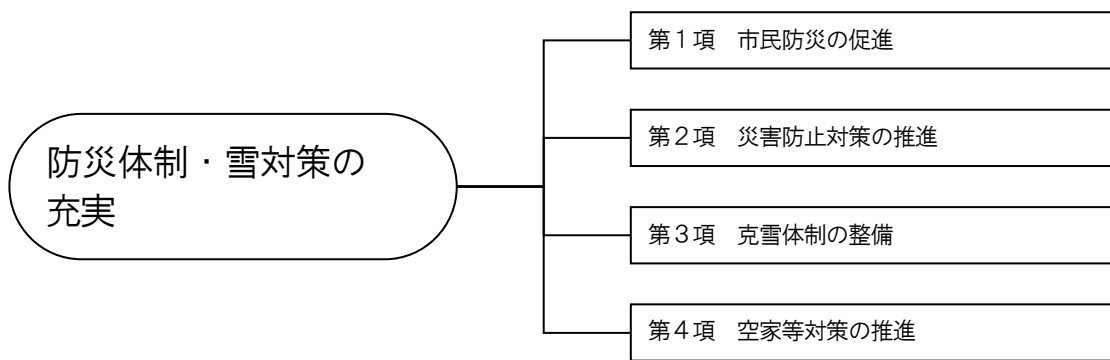 防災体制・雪対策の
充実
第１項　市民防災の促進
第２項　災害防止対策の推進
第３項　克雪体制の整備
第４項　空家等対策の推進